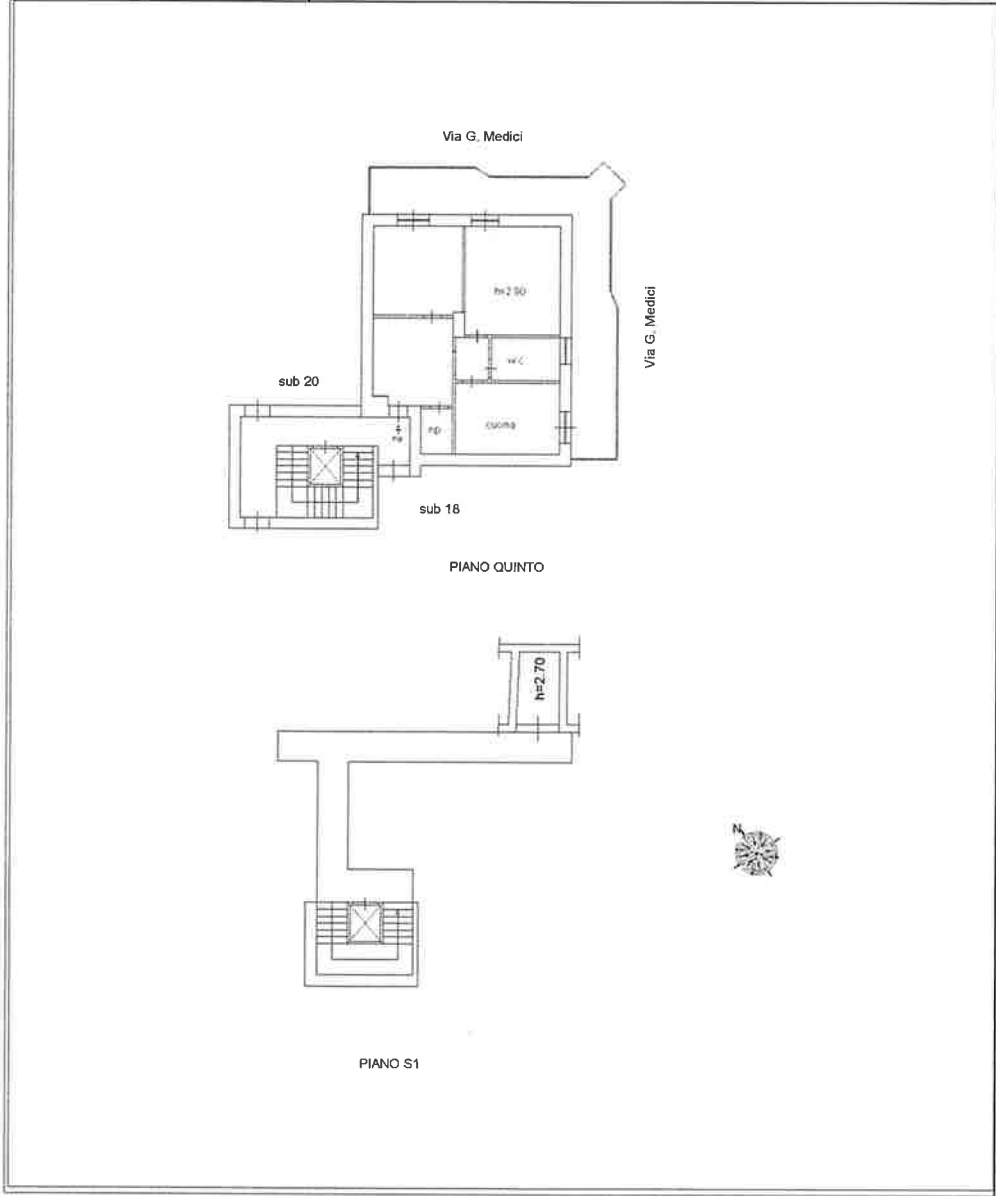 Via G. Medici
h=2.90
Via G. Medici
w.c
sub 20
cucina
rip
sub 18
PIANO QUINTO
h=2.70
N
PIANO S1